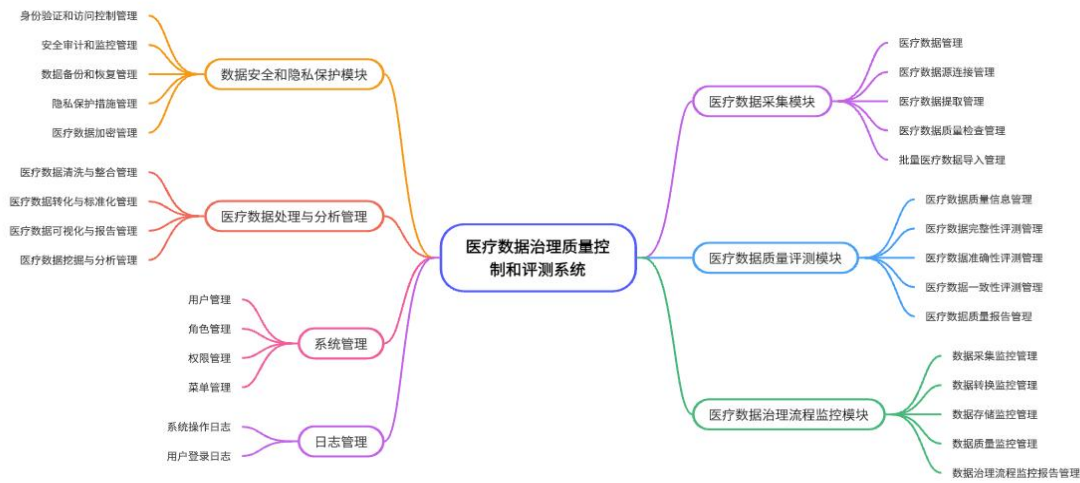 医疗数据治理质量控
制和评测系统
数据安全和隐私保护模块
身份验证和访问控制管理
安全审计和监控管理
数据备份和恢复管理
隐私保护措施管理
医疗数据加密管理
医疗数据处理与分析管理
医疗数据清洗与整合管理
医疗数据转化与标准化管理
医疗数据可视化与报告管理
医疗数据挖掘与分析管理
系统管理
用户管理
角色管理
权限管理
菜单管理
日志管理
系统操作日志
用户登录日志
医疗数据采集模块
医疗数据管理
医疗数据源连接管理
医疗数据提取管理
医疗数据质量检查管理
批量医疗数据导入管理
医疗数据质量评测模块
医疗数据质量信息管理
医疗数据完整性评测管理
医疗数据准确性评测管理
医疗数据一致性评测管理
医疗数据质量报告管理
医疗数据治理流程监控模块
数据采集监控管理
数据转换监控管理
数据存储监控管理
数据质量监控管理
数据治理流程监控报告管理